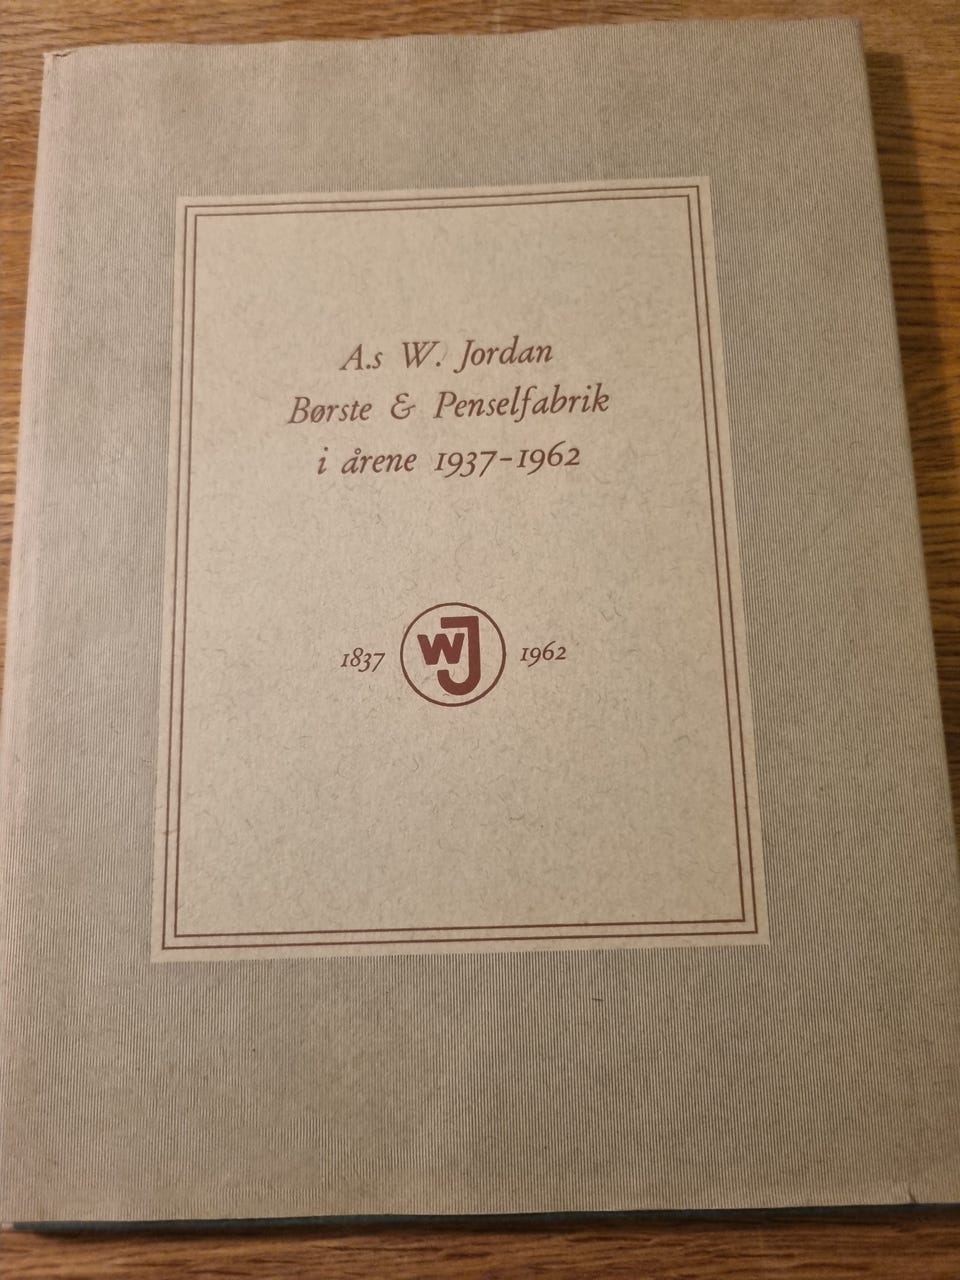 A.s W. Jordan
Børste & Penselfabrik
i årene 1937-1962
1837 WJ 1962